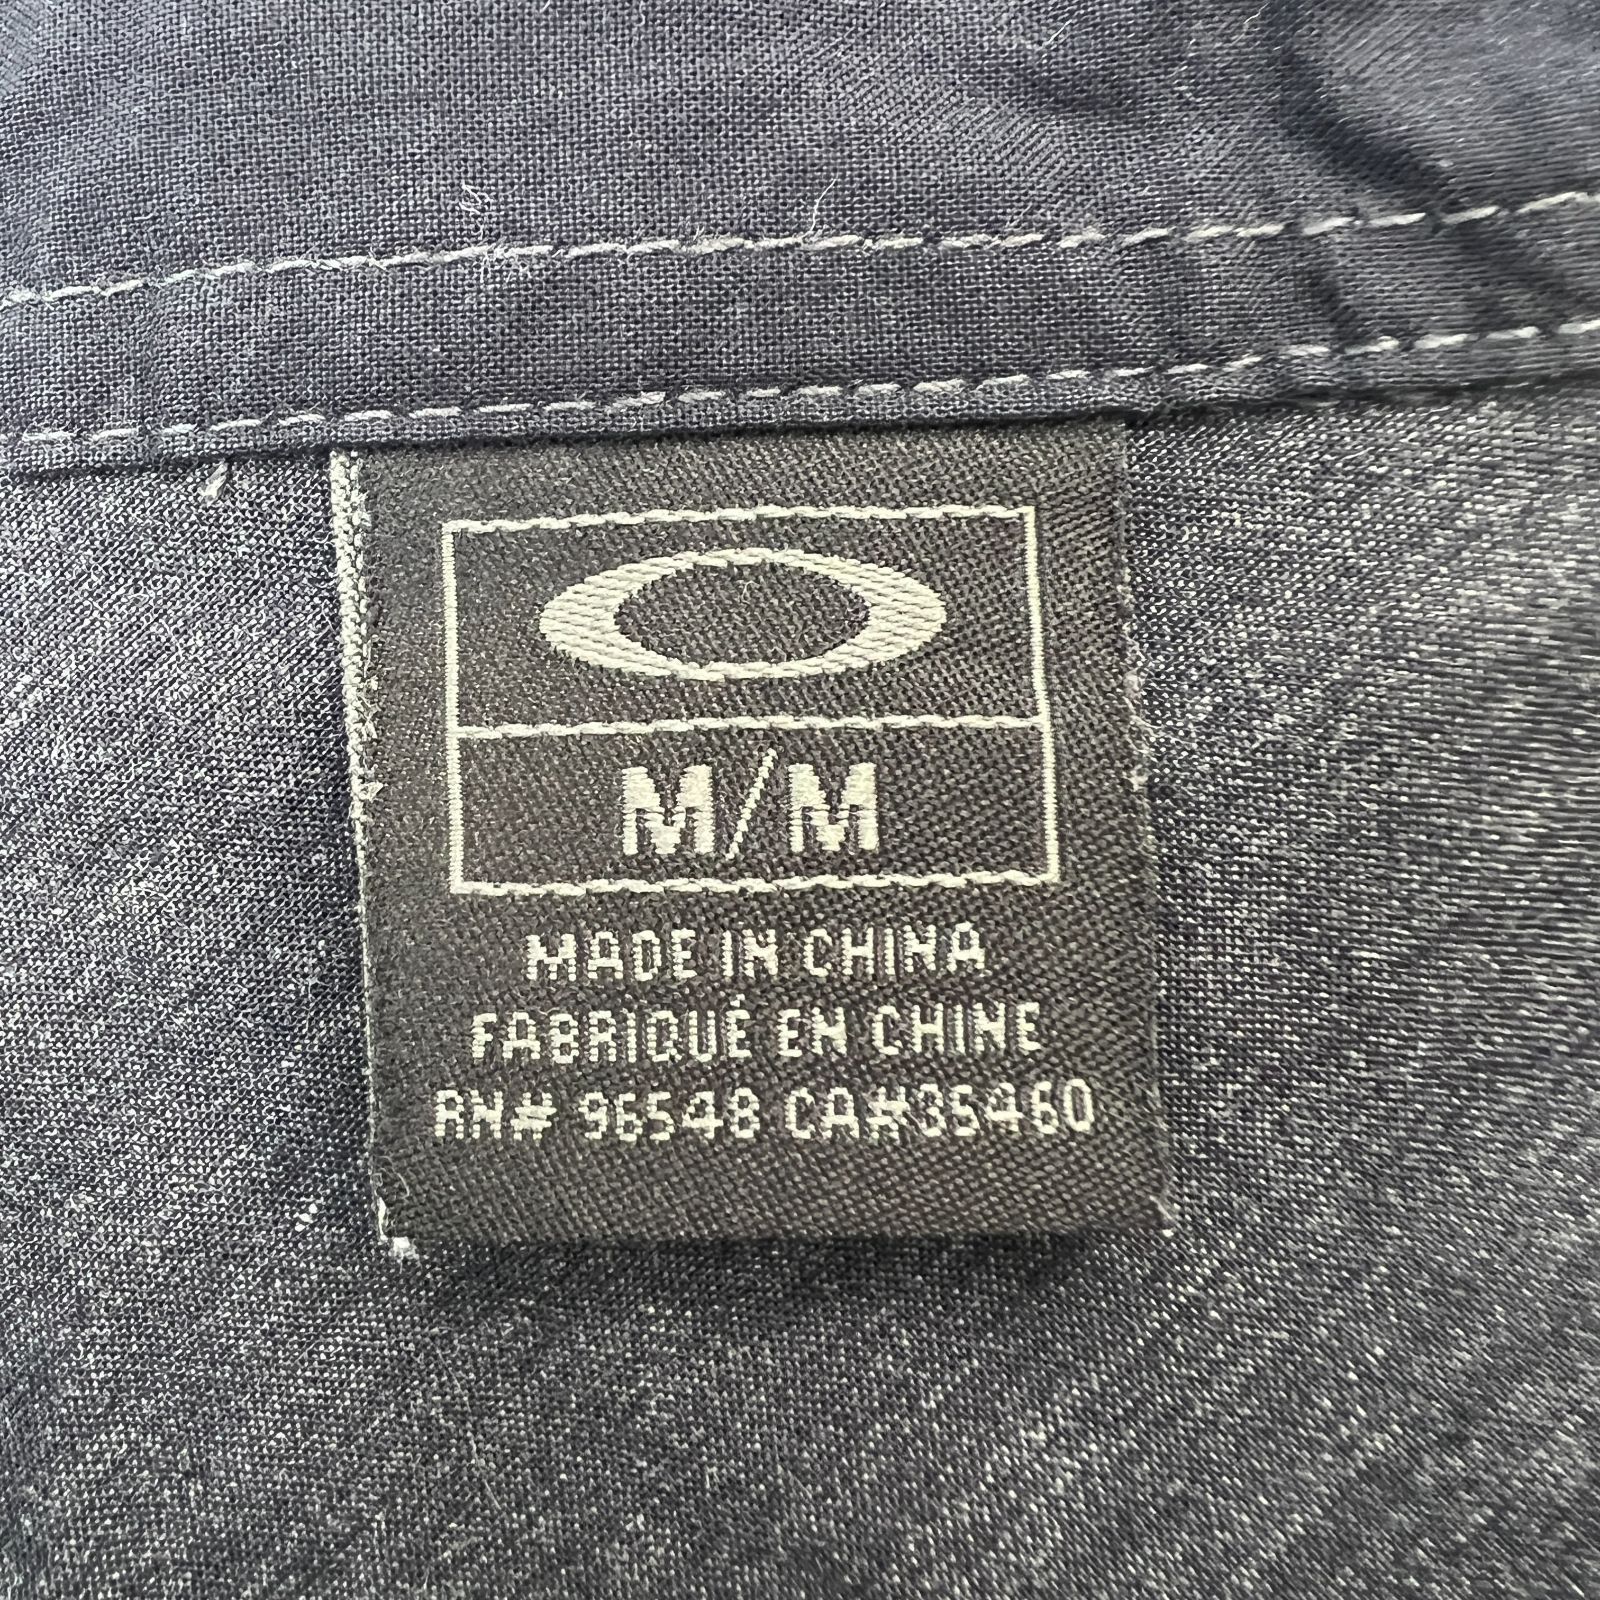 M/M
MADE IN CHINA
FABRIQUÉ EN CHINE
RN# 96548 CA#35460